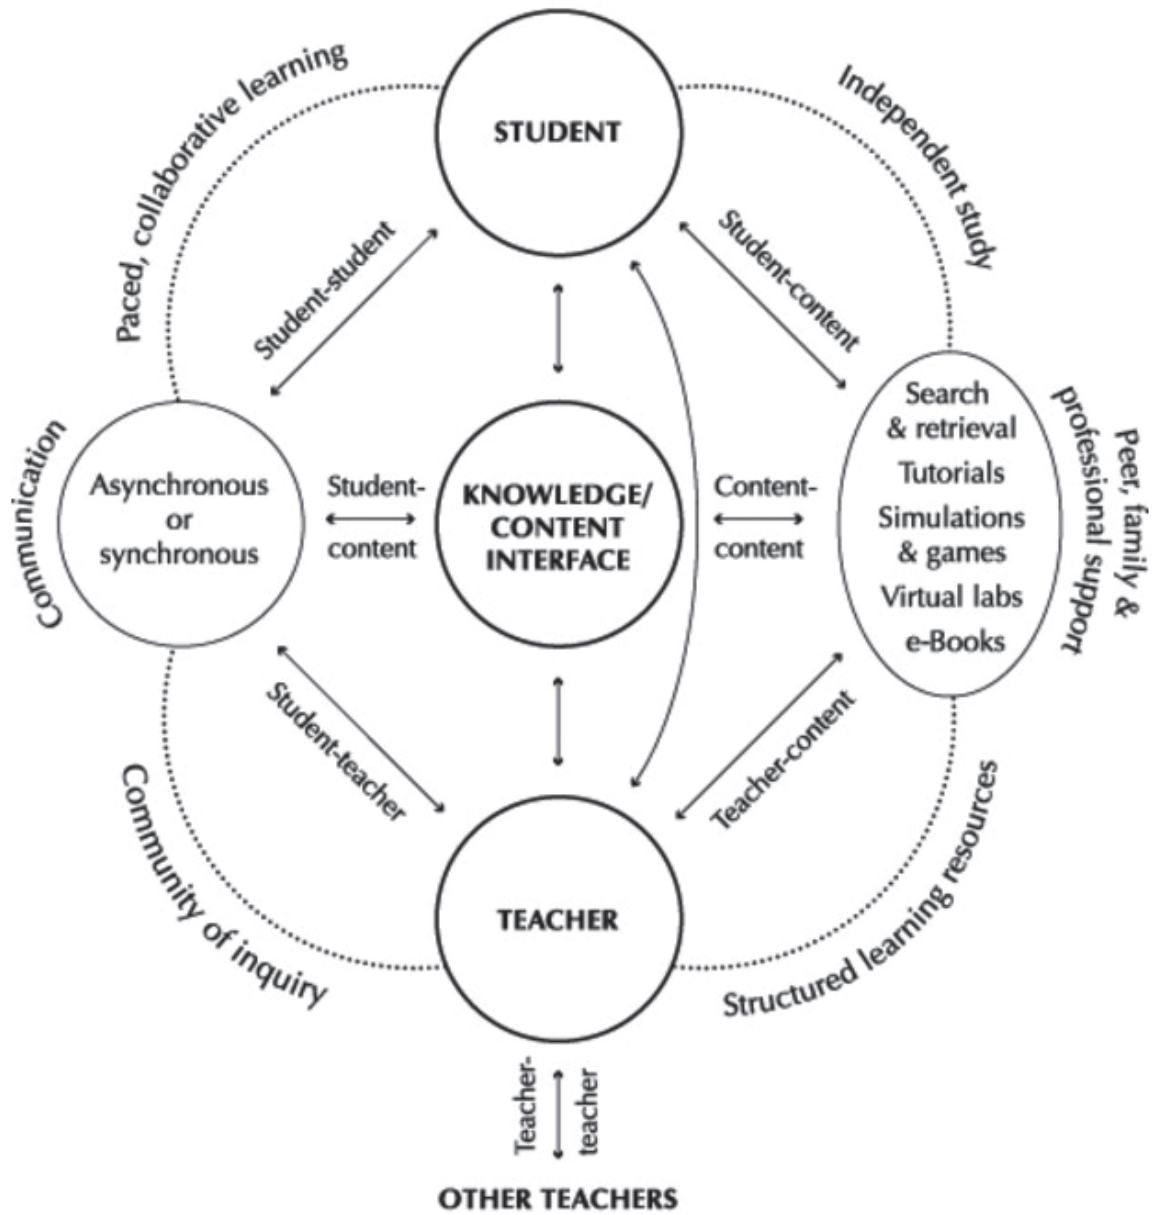 STUDENT
Paced, collaborative learning
Independent study
Student-student
Student-content
Communication
Asynchronous
or
synchronous
Student-
content
KNOWLEDGE/
CONTENT
INTERFACE
Content-
content
Search
& retrieval
Tutorials
Simulations
& games
Virtual labs
e-Books
Peer, family &
professional support
Student-teacher
Teacher-content
Community of inquiry
Structured learning resources
TEACHER
Teacher-
teacher
OTHER TEACHERS